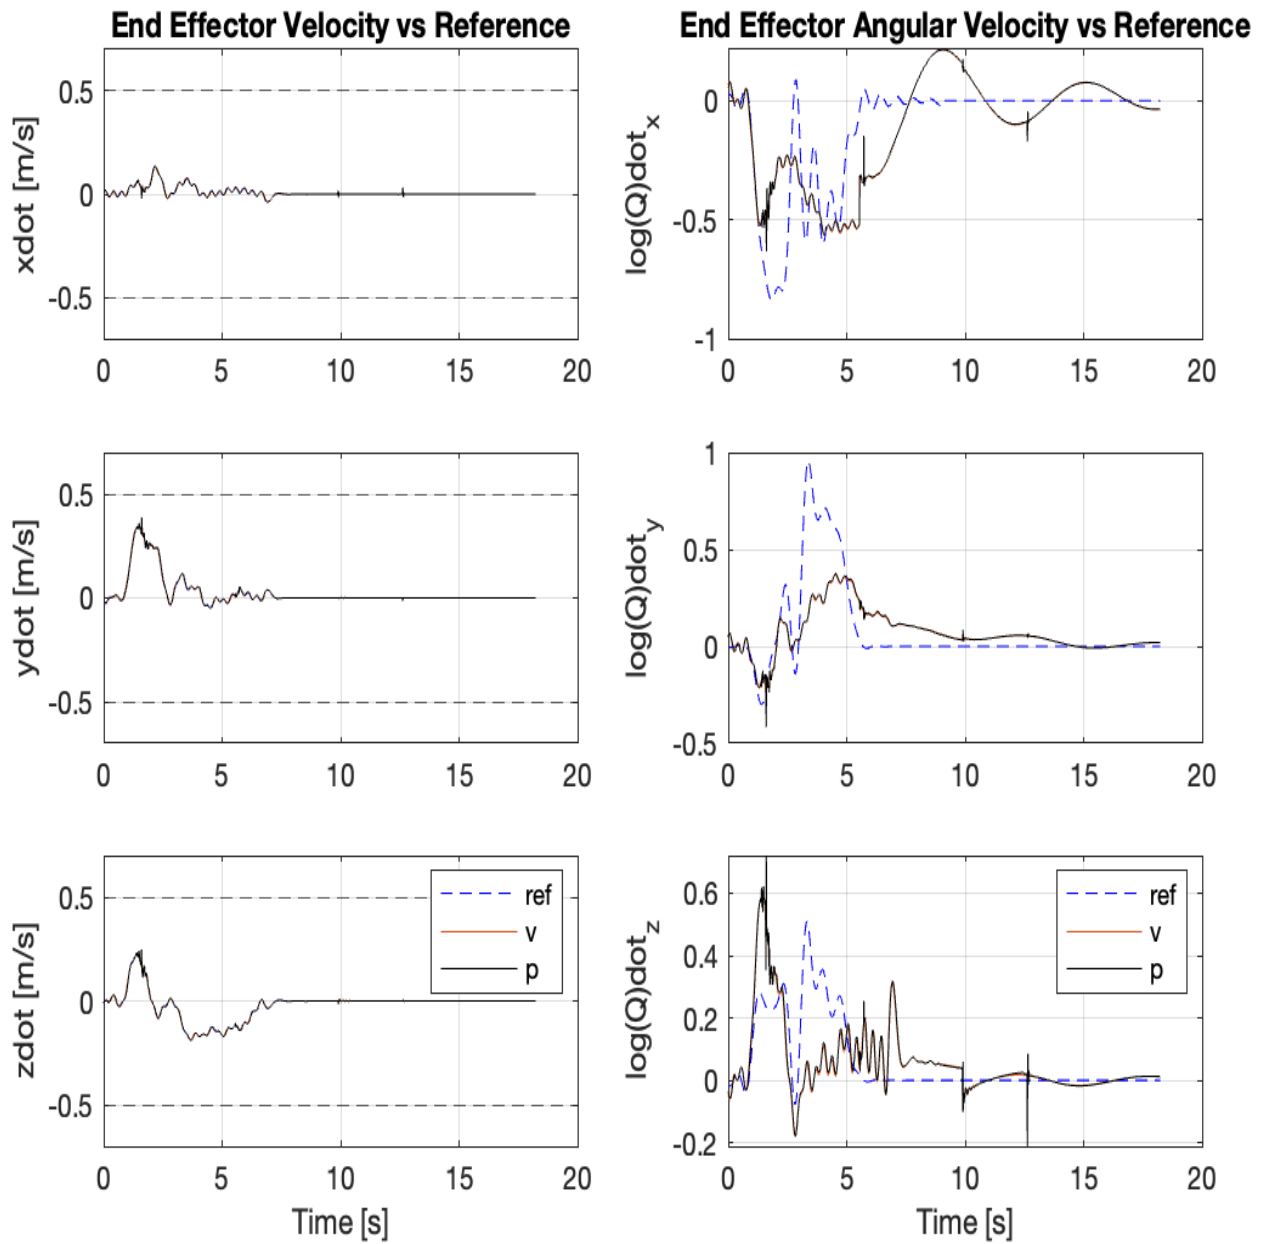 End Effector Velocity vs Reference
End Effector Angular Velocity vs Reference
xdot [m/s]
0.5
0
-0.5
0 5 10 15 20
log(Q)dot_x
0
-0.5
-1
0 5 10 15 20
ydot [m/s]
0.5
0
-0.5
0 5 10 15 20
log(Q)dot_y
1
0.5
0
-0.5
0 5 10 15 20
zdot [m/s]
0.5
0
-0.5
0 5 10 15 20
Time [s]
ref
v
p
log(Q)dot_z
0.6
0.4
0.2
0
-0.2
0 5 10 15 20
Time [s]
ref
v
p